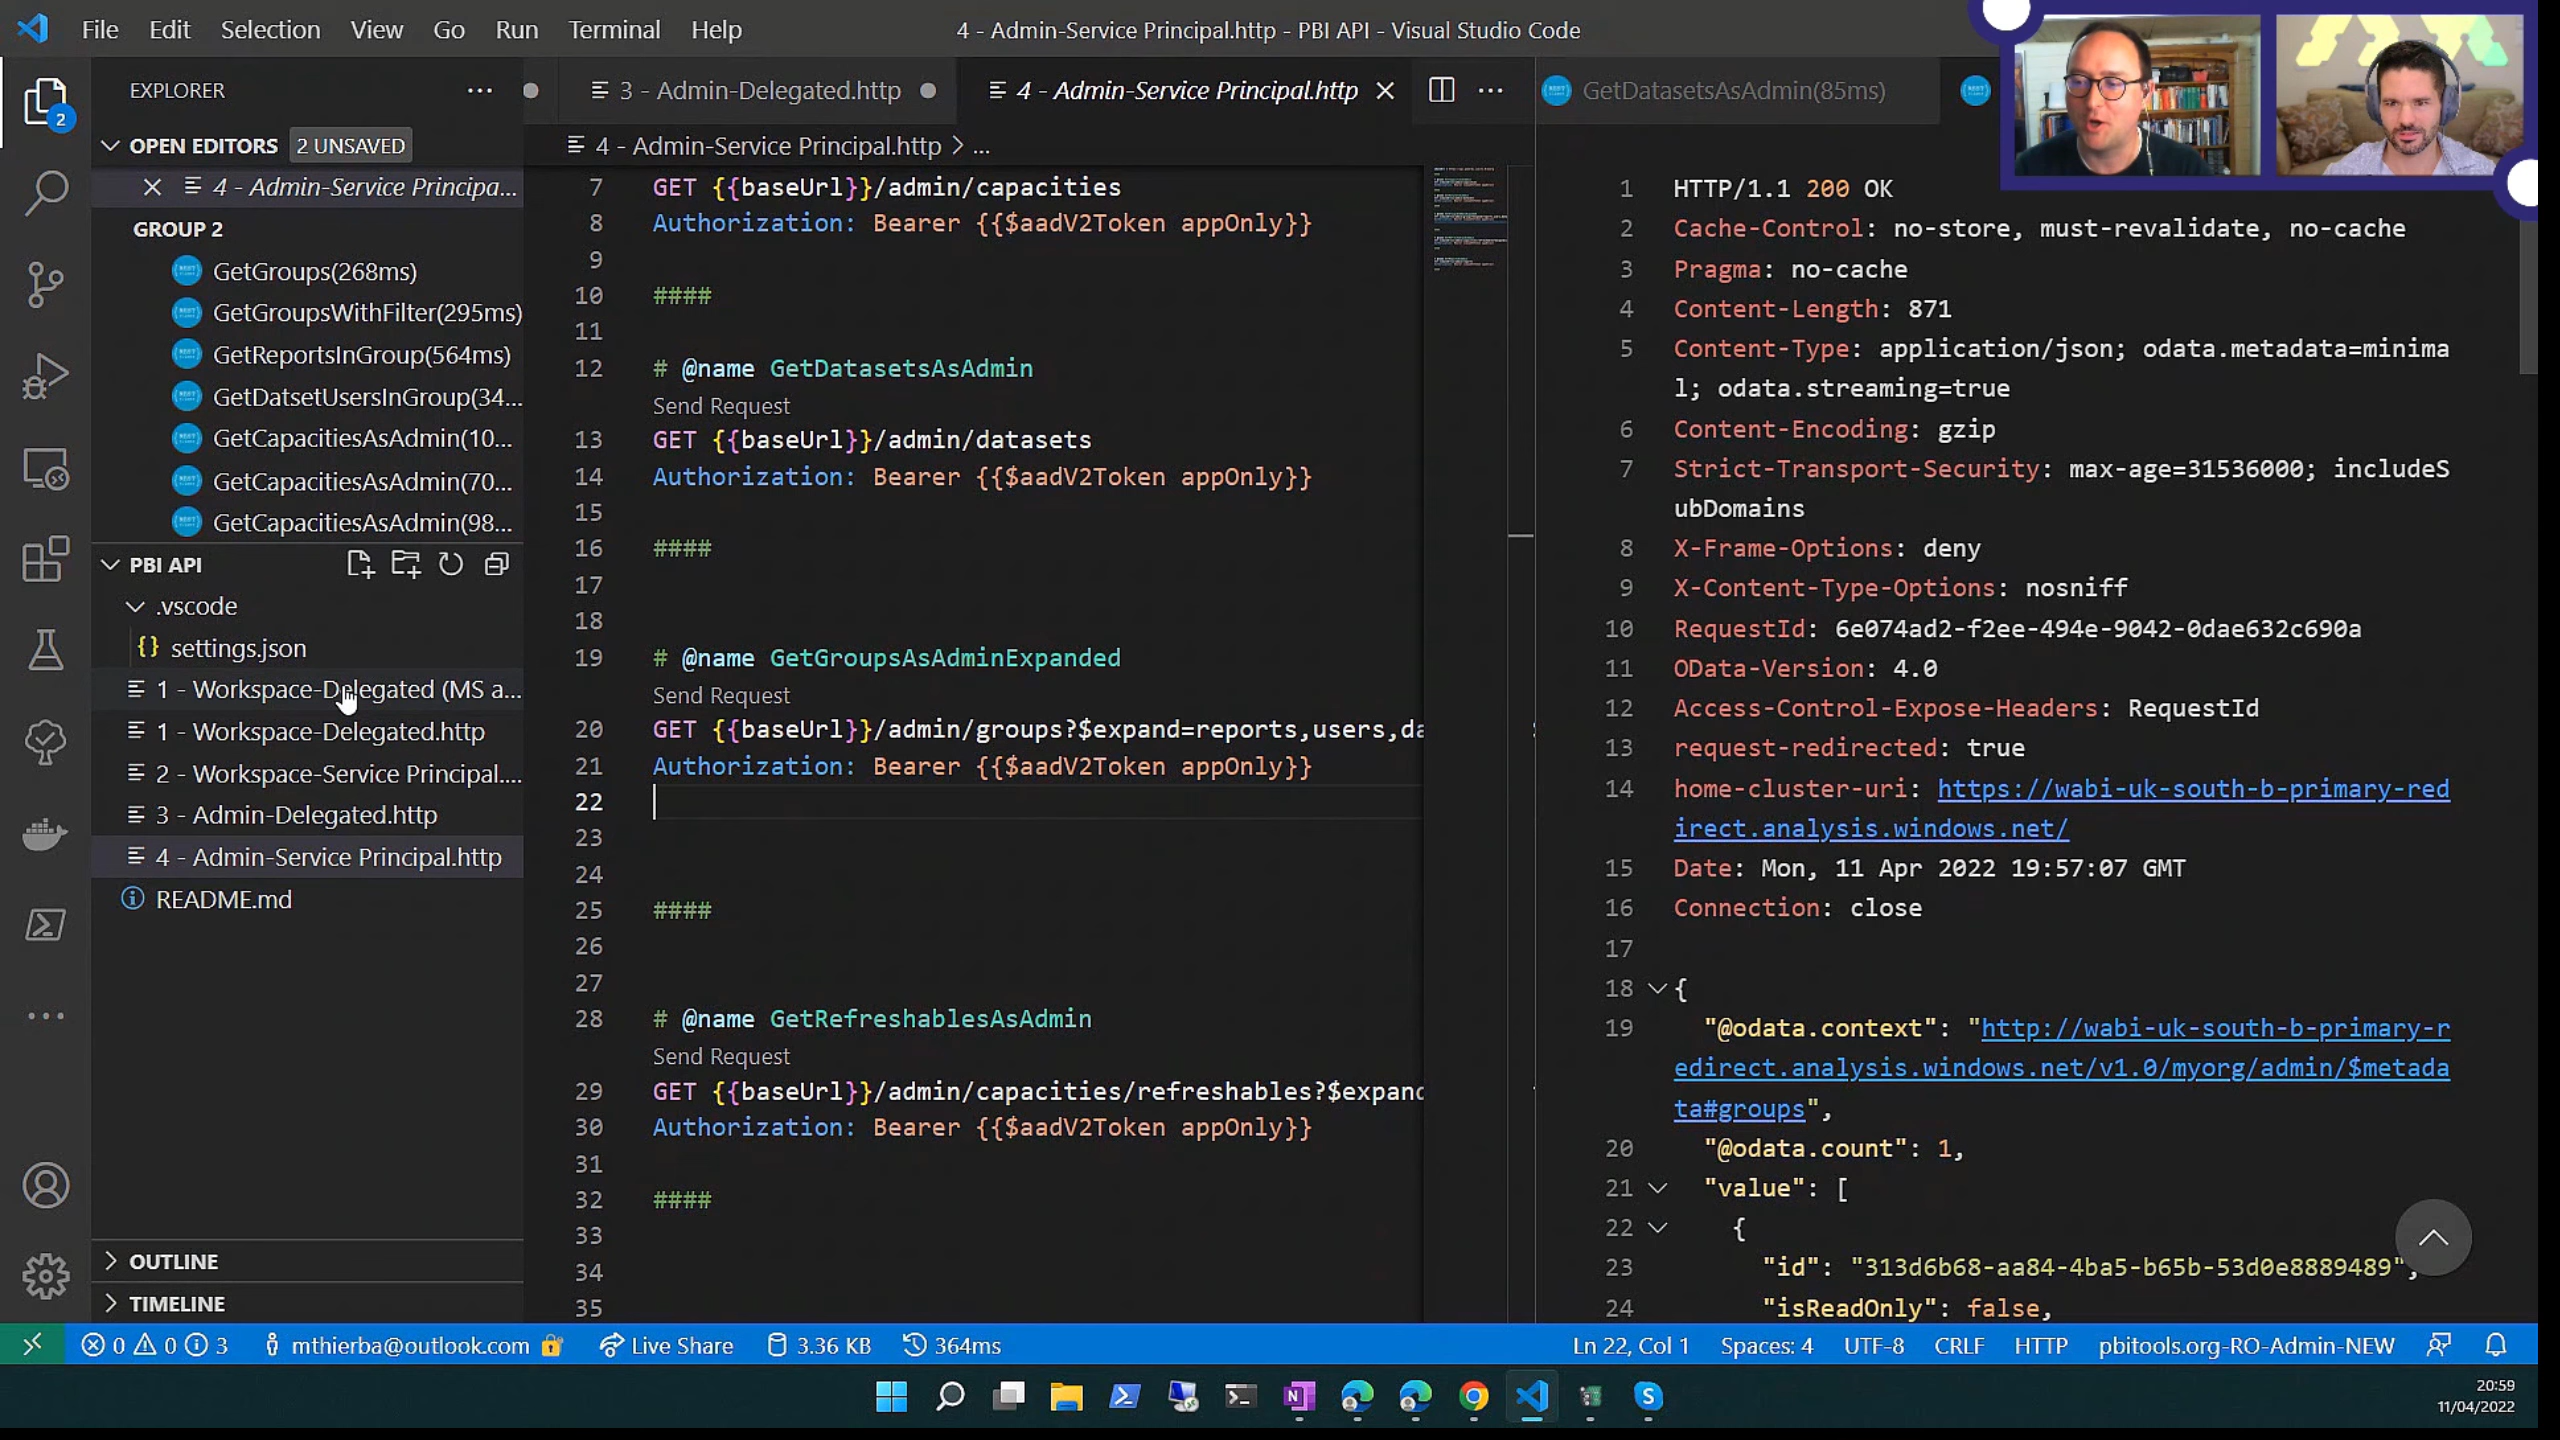 File Edit Selection View Go Run Terminal Help
4 - Admin-Service Principal.http - PBI API - Visual Studio Code
EXPLORER
2
OPEN EDITORS 2 UNSAVED
4 - Admin-Service Principa...
GROUP 2
GetGroups(268ms)
GetGroupsWithFilter(295ms)
GetReportsInGroup(564ms)
GetDatsetUsersInGroup(34...
GetCapacitiesAsAdmin(10...
GetCapacitiesAsAdmin(70...
GetCapacitiesAsAdmin(98...
PBI API
.vscode
{} settings.json
1 - Workspace-Delegated (MS a...
1 - Workspace-Delegated.http
2 - Workspace-Service Principal....
3 - Admin-Delegated.http
4 - Admin-Service Principal.http
README.md
OUTLINE
TIMELINE
3 - Admin-Delegated.http
4 - Admin-Service Principal.http
4 - Admin-Service Principal.http > ...
7 GET {{baseUrl}}/admin/capacities
8 Authorization: Bearer {{$aadV2Token appOnly}}
9
10 ####
11
12 # @name GetDatasetsAsAdmin
Send Request
13 GET {{baseUrl}}/admin/datasets
14 Authorization: Bearer {{$aadV2Token appOnly}}
15
16 ####
17
18
19 # @name GetGroupsAsAdminExpanded
Send Request
20 GET {{baseUrl}}/admin/groups?$expand=reports,users,da
21 Authorization: Bearer {{$aadV2Token appOnly}}
22
23
24
25 ####
26
27
28 # @name GetRefreshablesAsAdmin
Send Request
29 GET {{baseUrl}}/admin/capacities/refreshables?$expand
30 Authorization: Bearer {{$aadV2Token appOnly}}
31
32 ####
33
34
35
GetDatasetsAsAdmin(85ms)
1 HTTP/1.1 200 OK
2 Cache-Control: no-store, must-revalidate, no-cache
3 Pragma: no-cache
4 Content-Length: 871
5 Content-Type: application/json; odata.metadata=minima
l; odata.streaming=true
6 Content-Encoding: gzip
7 Strict-Transport-Security: max-age=31536000; includeS
ubDomains
8 X-Frame-Options: deny
9 X-Content-Type-Options: nosniff
10 RequestId: 6e074ad2-f2ee-494e-9042-0dae632c690a
11 OData-Version: 4.0
12 Access-Control-Expose-Headers: RequestId
13 request-redirected: true
14 home-cluster-uri: https://wabi-uk-south-b-primary-red
irect.analysis.windows.net/
15 Date: Mon, 11 Apr 2022 19:57:07 GMT
16 Connection: close
17
18 {
19 "@odata.context": "http://wabi-uk-south-b-primary-r
edirect.analysis.windows.net/v1.0/myorg/admin/$metada
ta#groups",
20 "@odata.count": 1,
21 "value": [
22 {
23 "id": "313d6b68-aa84-4ba5-b65b-53d0e8889489",
24 "isReadOnly": false,
0 0 3 mthierba@outlook.com Live Share 3.36 KB 364ms Ln 22, Col 1 Spaces: 4 UTF-8 CRLF HTTP pbitools.org-RO-Admin-NEW
20:59
11/04/2022